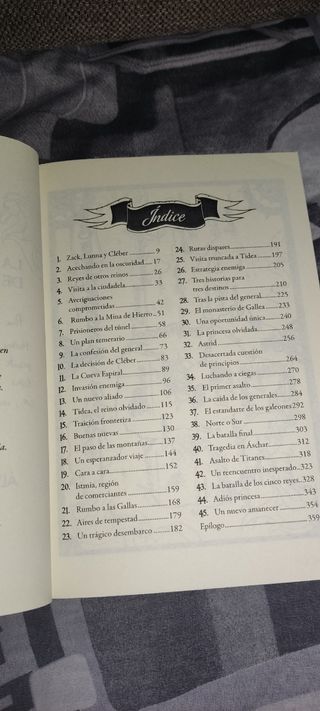 Índice
1. Zack, Lunna y Cléber 9
2. Acechando en la oscuridad 17
3. Reyes de otros reinos 26
4. Visita a la ciudadela 33
5. Averiguaciones
comprometidas 42
6. Rumbo a la Mina de Hierro 51
7. Prisioneros del túnel 58
8. Un plan temerario 66
9. La confesión del general 73
10. La decisión de Cléber 83
11. La Cueva Espiral 89
12. Invasión enemiga 96
13. Un nuevo aliado 106
14. Tidea, el reino olvidado 115
15. Traición fronteriza 123
16. Buenas nuevas 130
17. El paso de las montañas 137
18. Un esperanzador viaje 144
19. Cara a cara 152
20. Istmia, región
de comerciantes 159
21. Rumbo a las Gallas 168
22. Aires de tempestad 179
23. Un trágico desembarco 182
24. Rutas dispares 191
25. Visita truncada a Tidea 197
26. Estrategia enemiga 205
27. Tres historias para
tres destinos 210
28. Tras la pista del general 225
29. El monasterio de Gallea 233
30. Una oportunidad única 240
31. La princesa olvidada 248
32. Astrid 256
33. Desacertada cuestión
de principios 264
34. Luchando a ciegas 270
35. El primer asalto 278
36. La caída de los generales 284
37. El estandarte de los galeones 292
38. Norte o Sur 298
39. La batalla final 303
40. Tragedia en Áschar 312
41. Asalto de Titanes 318
42. Un reencuentro inesperado 323
43. La batalla de los cinco reyes 328
44. Adiós princesa 343
45. Un nuevo amanecer 354
Epílogo 359